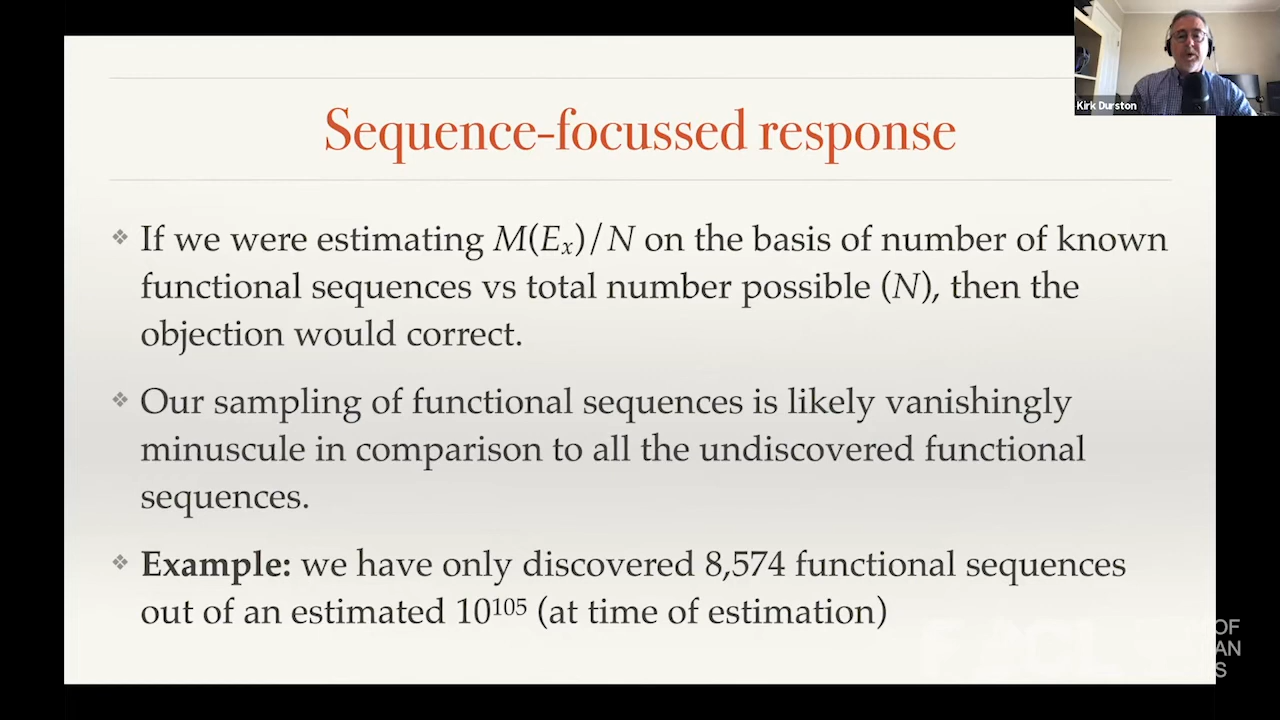 Kirk Durston
Sequence-focussed response
❖ If we were estimating M(Eₓ)/N on the basis of number of known
functional sequences vs total number possible (N), then the
objection would correct.
❖ Our sampling of functional sequences is likely vanishingly
minuscule in comparison to all the undiscovered functional
sequences.
❖ Example: we have only discovered 8,574 functional sequences
out of an estimated 10¹⁰⁵ (at time of estimation)
OF
AN
S